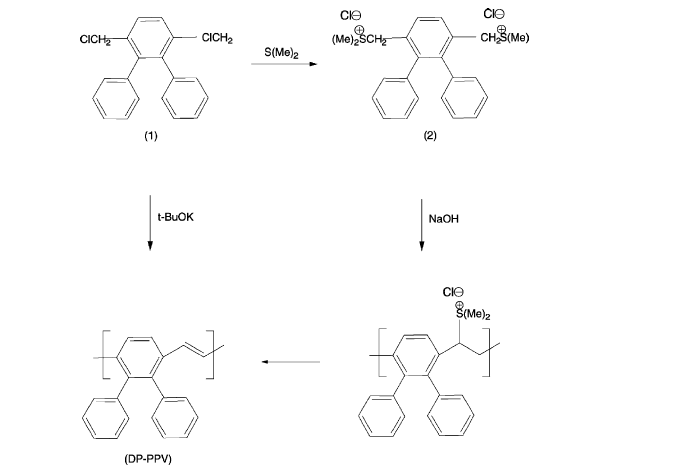 Cl⊖ Cl⊖
ClCH2 ClCH2 (Me)2S⊕CH2 CH2S⊕(Me)
S(Me)2
(1) (2)
t-BuOK NaOH
Cl⊖
⊕
S(Me)2
(DP-PPV)